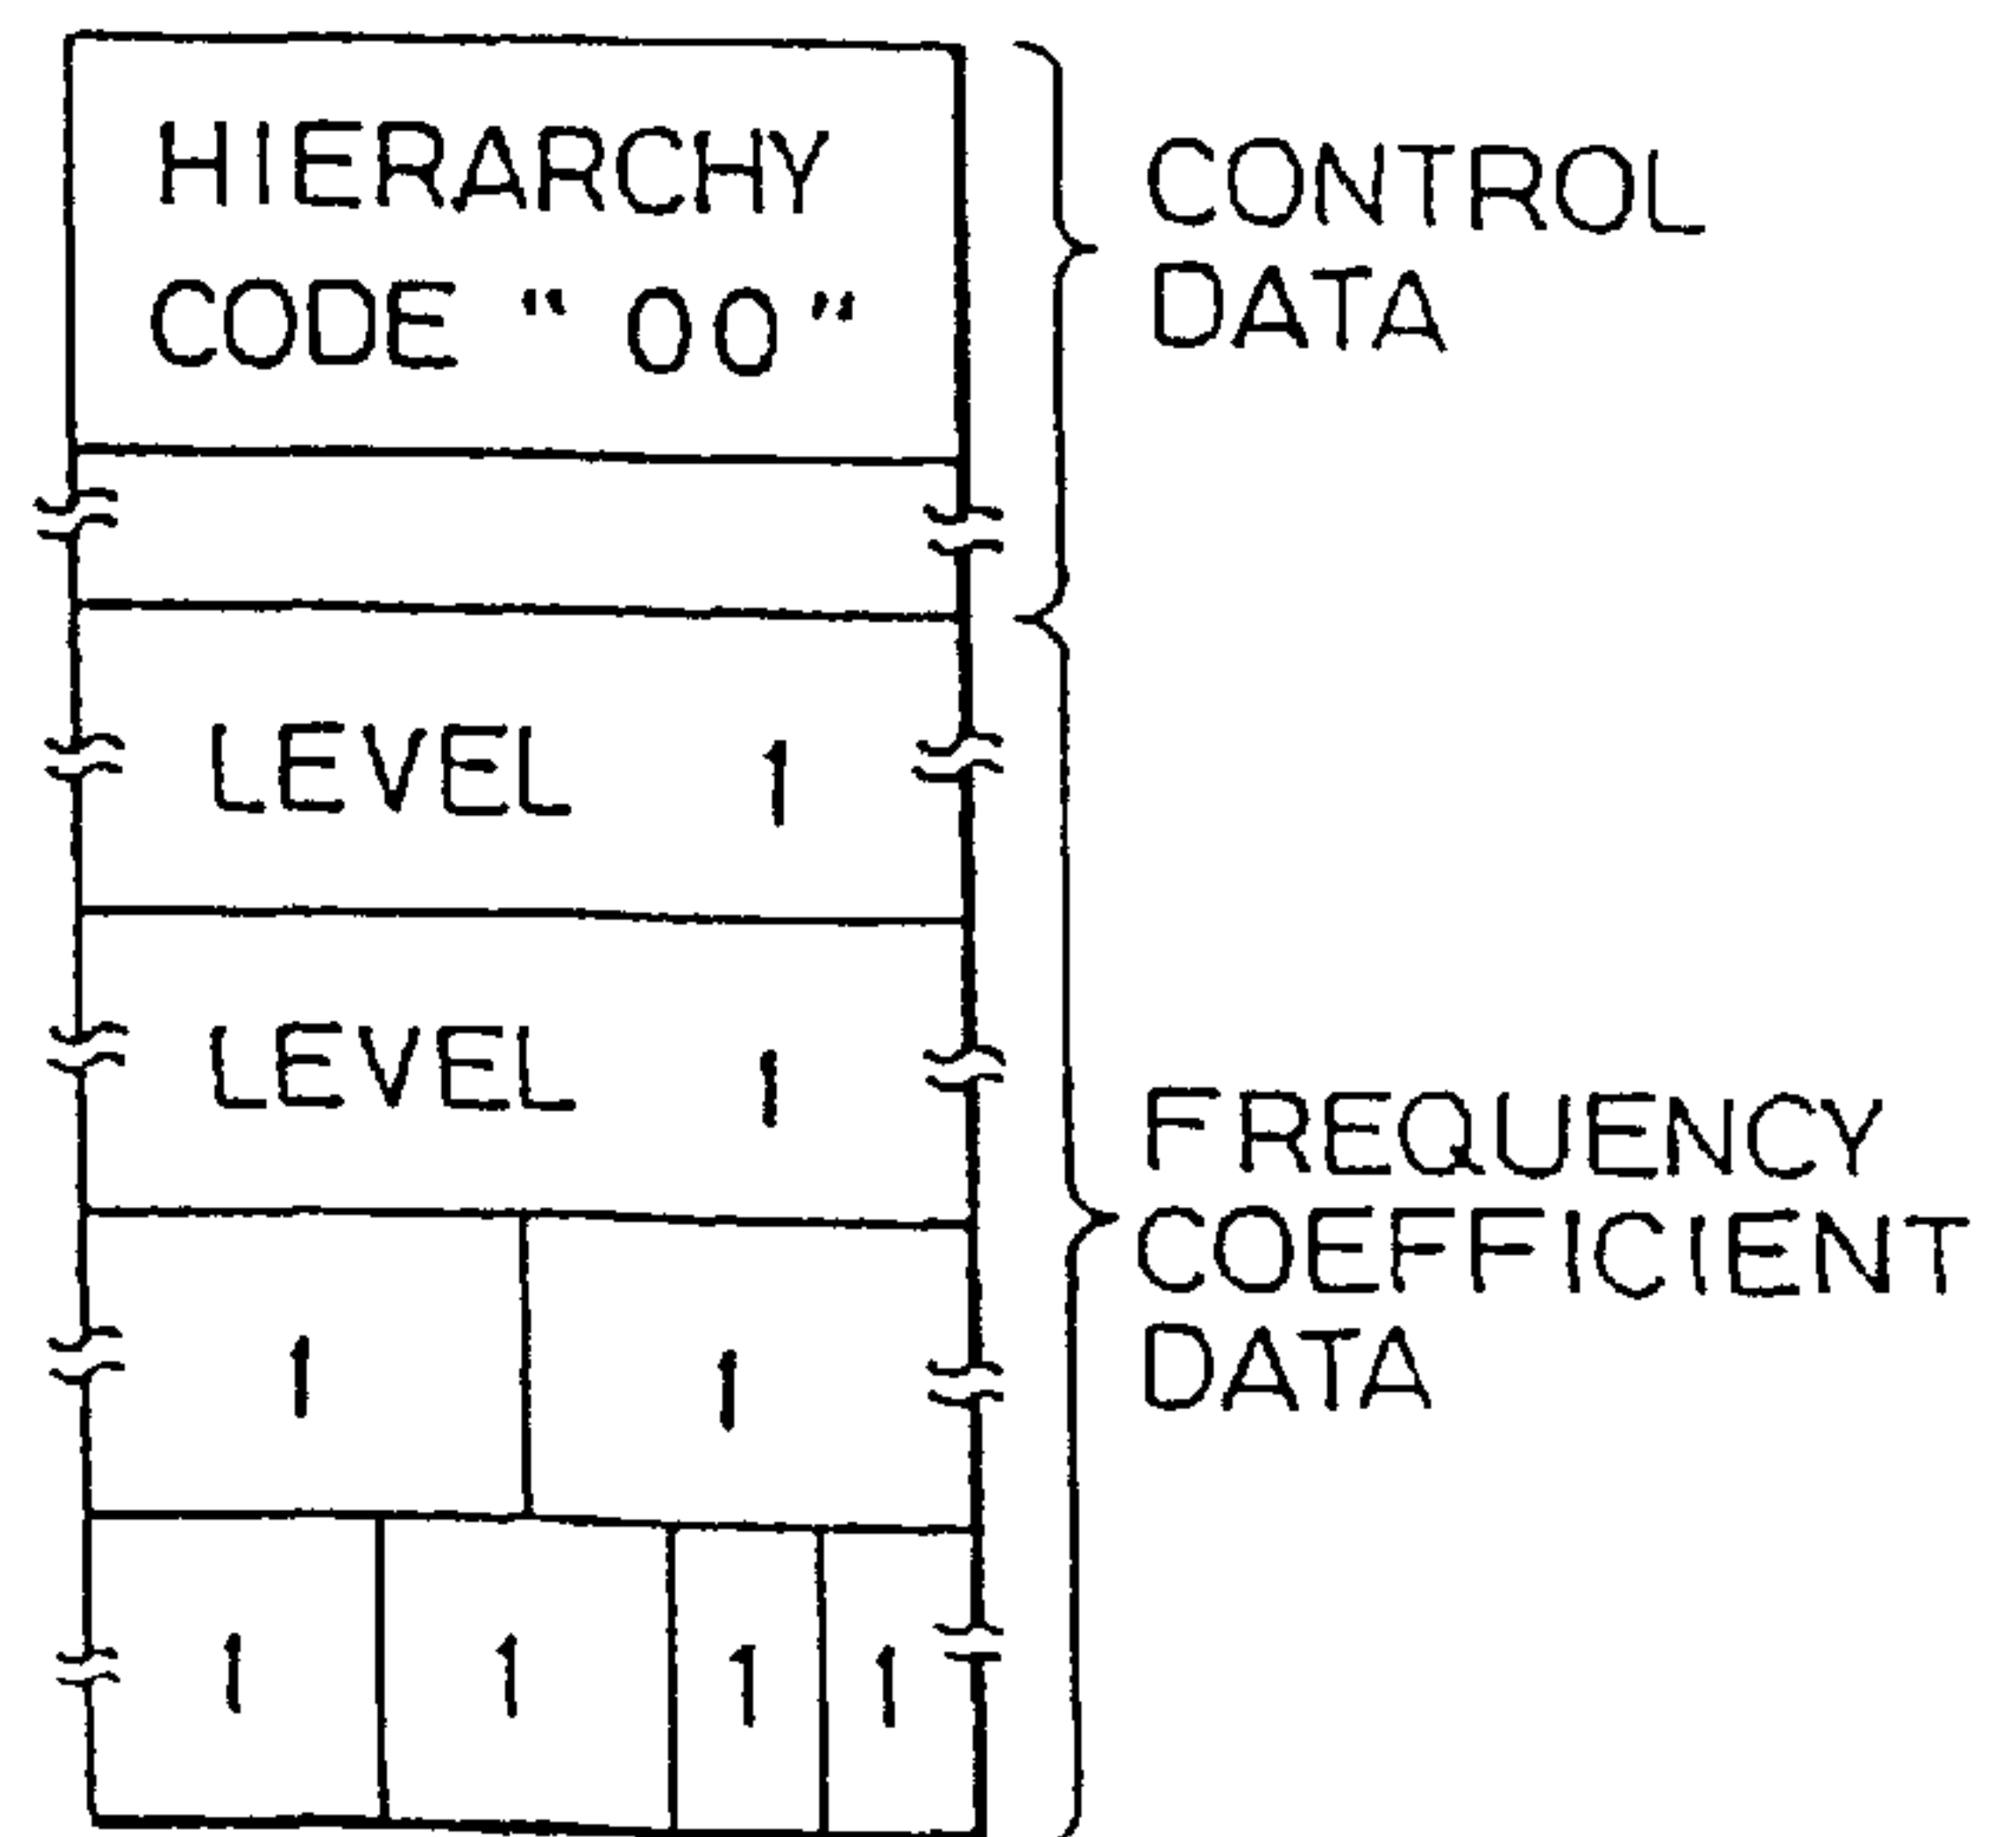 HIERARCHY
CODE "00"
CONTROL
DATA
LEVEL 1
LEVEL 1
1 1
1 1 1 1
FREQUENCY
COEFFICIENT
DATA